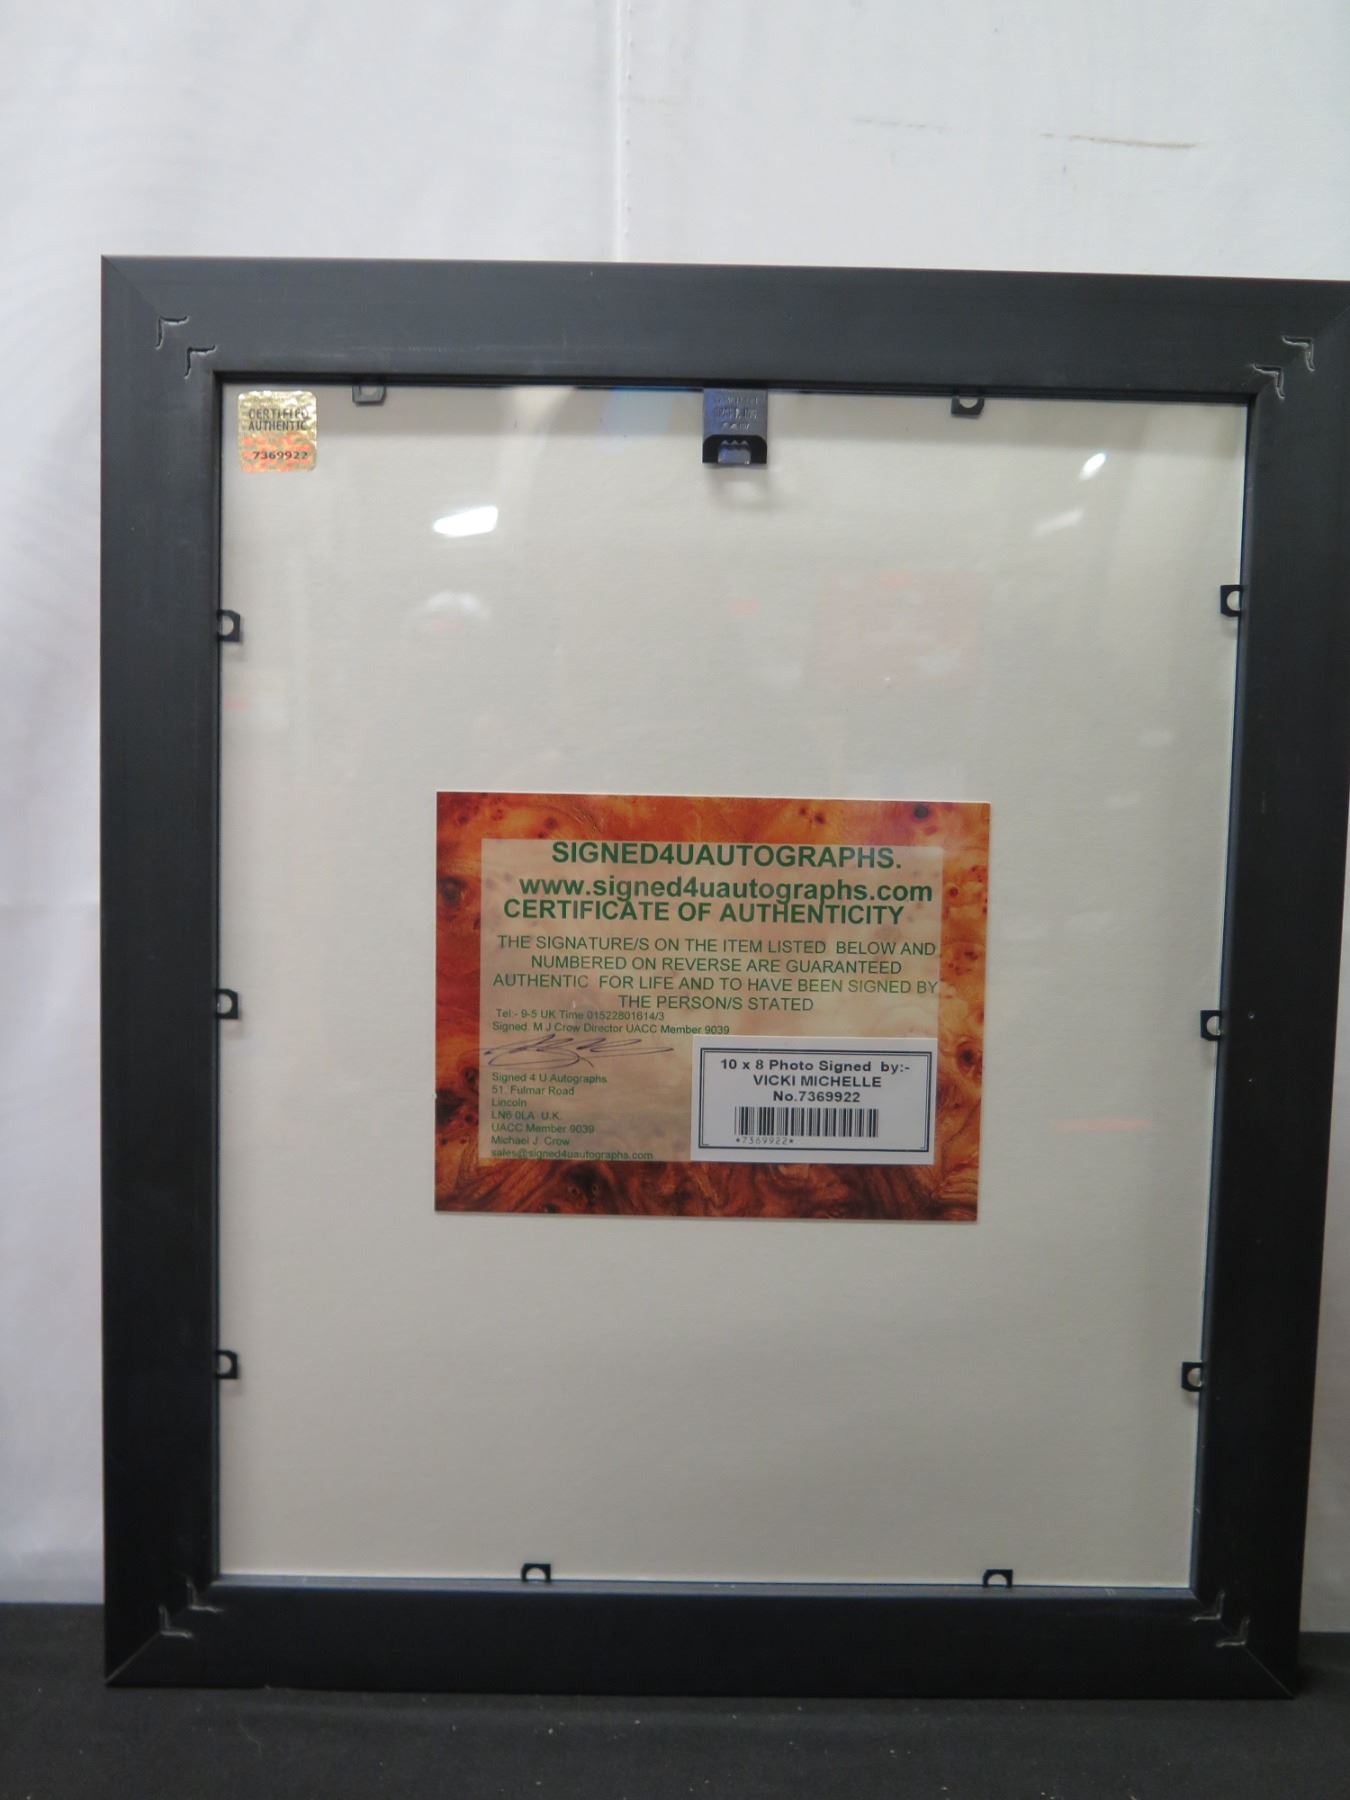 CERTIFIED
AUTHENTIC
7369922
SIGNED4UAUTOGRAPHS.
www.signed4uautographs.com
CERTIFICATE OF AUTHENTICITY
THE SIGNATURE/S ON THE ITEM LISTED BELOW AND
NUMBERED ON REVERSE ARE GUARANTEED
AUTHENTIC FOR LIFE AND TO HAVE BEEN SIGNED BY
THE PERSON/S STATED
Tel:- 9-5 UK Time 01522801614/3
Signed. M J Crow Director UACC Member 9039
Signed 4 U Autographs
51, Fulmar Road
Lincoln
LN6 0LA U.K.
UACC Member 9039
Michael J. Crow
sales@signed4uautographs.com
10 x 8 Photo Signed by:-
VICKI MICHELLE
No.7369922
*7369922*